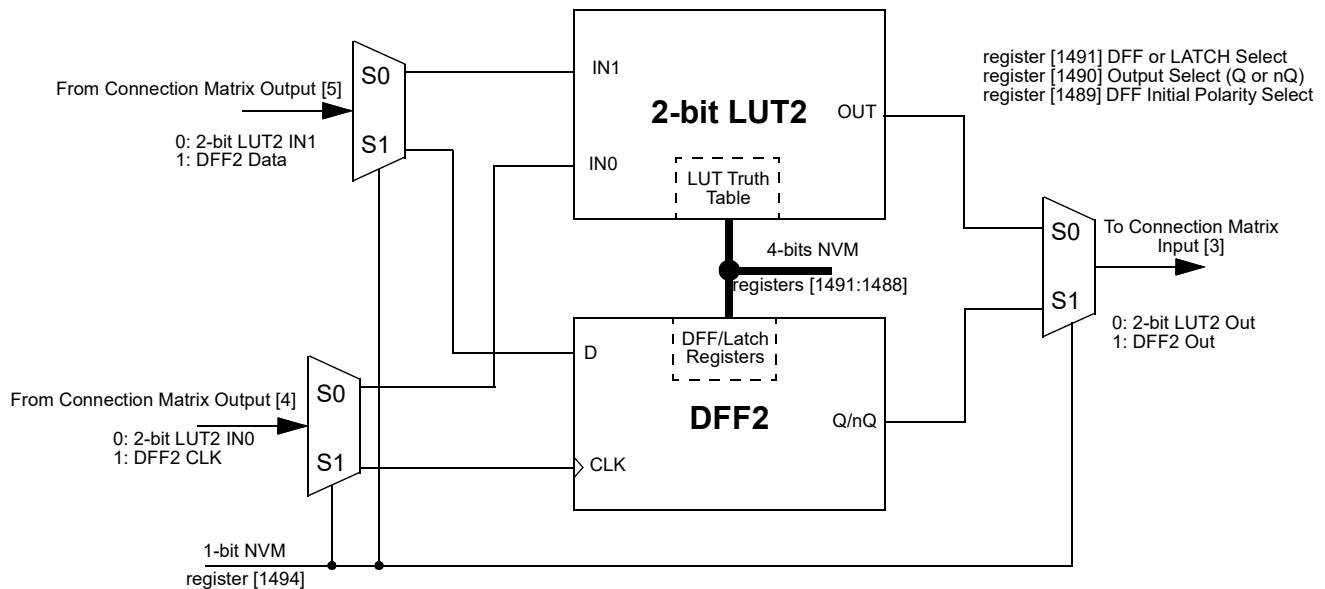 From Connection Matrix Output [5]
0: 2-bit LUT2 IN1
1: DFF2 Data
S0
S1
IN1
IN0
2-bit LUT2
OUT
LUT Truth
Table
register [1491] DFF or LATCH Select
register [1490] Output Select (Q or nQ)
register [1489] DFF Initial Polarity Select
4-bits NVM
registers [1491:1488]
S0
S1
To Connection Matrix
Input [3]
0: 2-bit LUT2 Out
1: DFF2 Out
From Connection Matrix Output [4]
0: 2-bit LUT2 IN0
1: DFF2 CLK
S0
S1
D
CLK
DFF/Latch
Registers
DFF2
Q/nQ
1-bit NVM
register [1494]